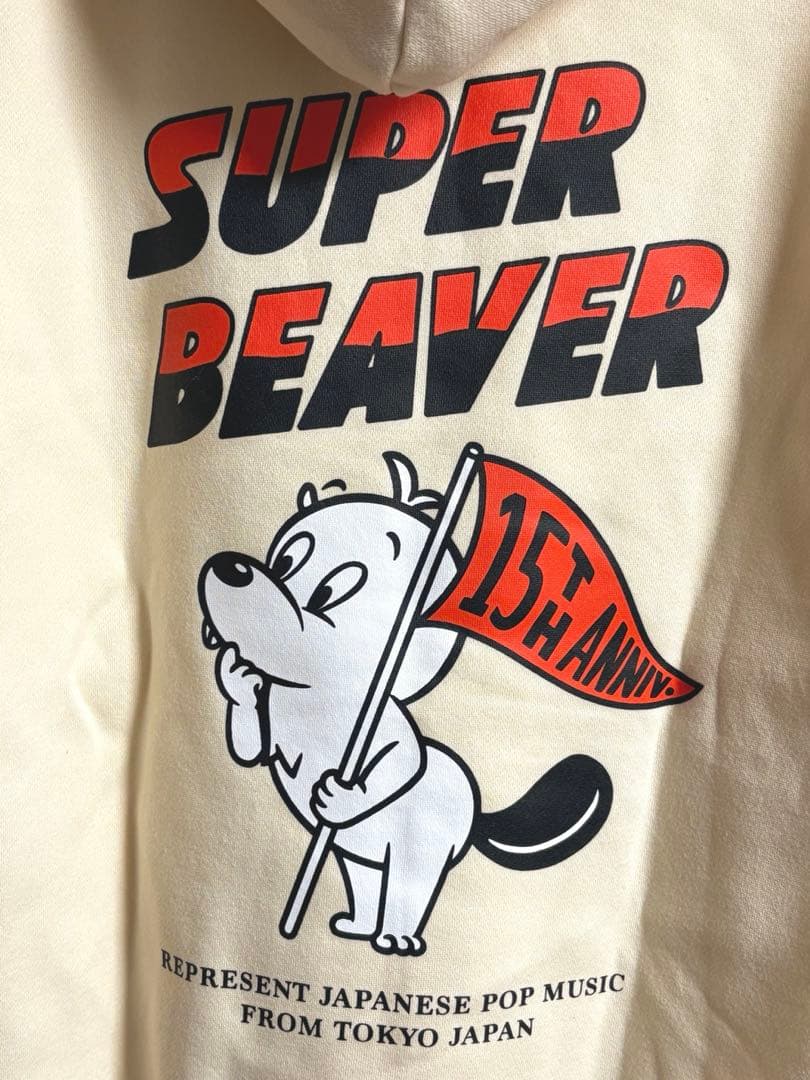 SUPER
BEAVER
15TH ANNIV.
REPRESENT JAPANESE POP MUSIC
FROM TOKYO JAPAN